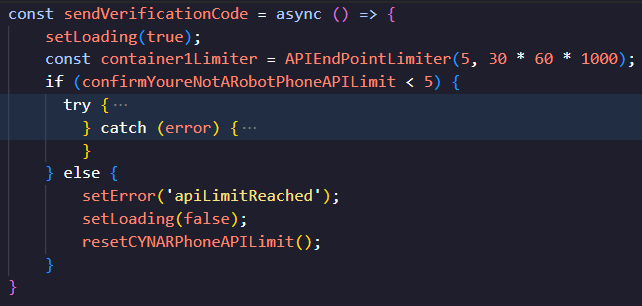 const sendVerificationCode = async () => {
    setLoading(true);
    const container1Limiter = APIEndPointLimiter(5, 30 * 60 * 1000);
    if (confirmYoureNotARobotPhoneAPILimit < 5) {
      try {···
        } catch (error) {···
        }
    } else {
        setError('apiLimitReached');
        setLoading(false);
        resetCYNARPhoneAPILimit();
    }
}